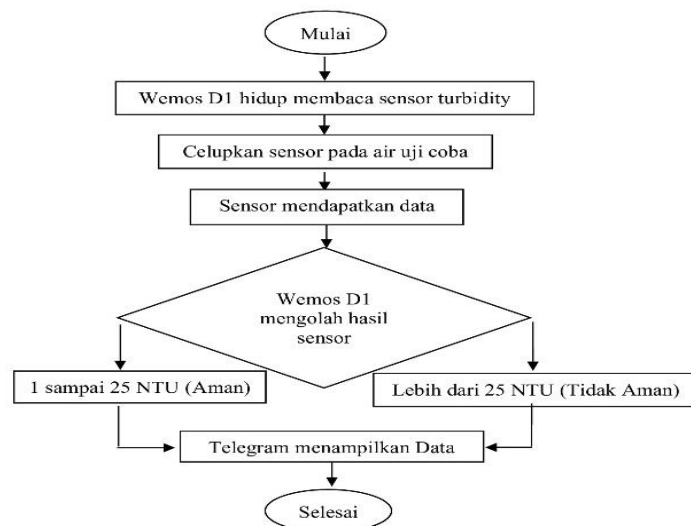 Mulai
Wemos D1 hidup membaca sensor turbidity
Celupkan sensor pada air uji coba
Sensor mendapatkan data
Wemos D1
mengolah hasil
sensor
1 sampai 25 NTU (Aman)
Lebih dari 25 NTU (Tidak Aman)
Telegram menampilkan Data
Selesai